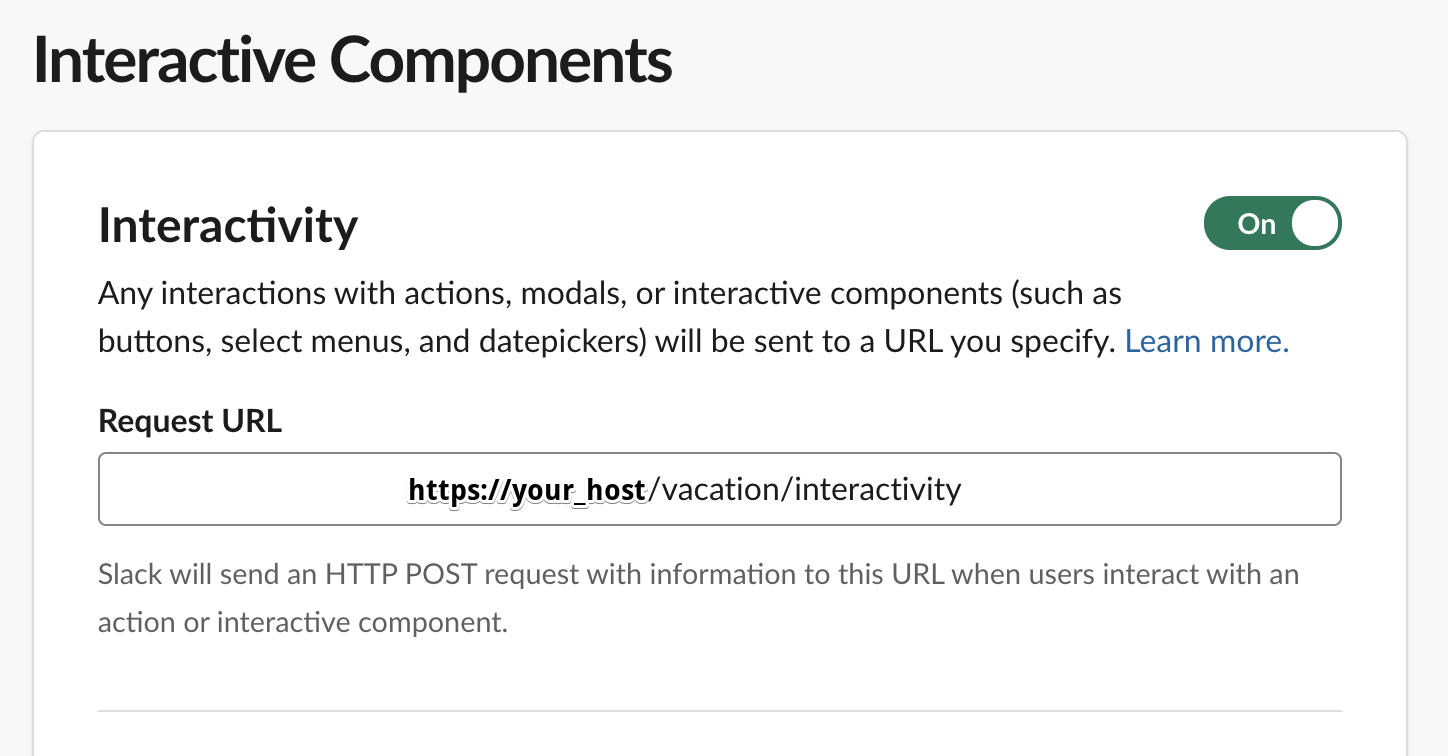 Interactive Components
Interactivity
On
Any interactions with actions, modals, or interactive components (such as
buttons, select menus, and datepickers) will be sent to a URL you specify. Learn more.
Request URL
https://your_host/vacation/interactivity
Slack will send an HTTP POST request with information to this URL when users interact with an
action or interactive component.